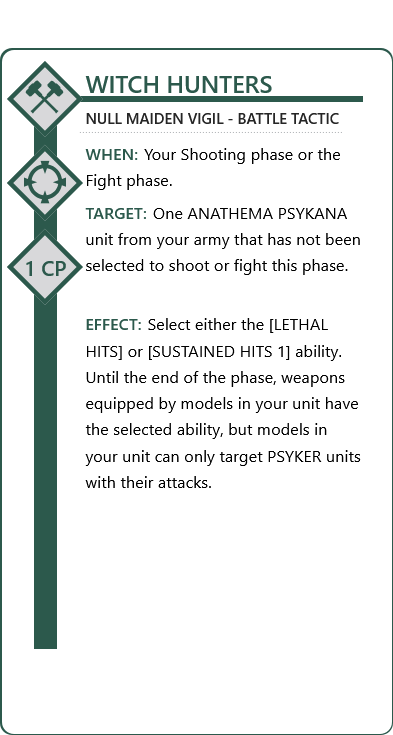 WITCH HUNTERS
NULL MAIDEN VIGIL - BATTLE TACTIC
WHEN: Your Shooting phase or the
Fight phase.
TARGET: One ANATHEMA PSYKANA
unit from your army that has not been
selected to shoot or fight this phase.
1 CP
EFFECT: Select either the [LETHAL
HITS] or [SUSTAINED HITS 1] ability.
Until the end of the phase, weapons
equipped by models in your unit have
the selected ability, but models in
your unit can only target PSYKER units
with their attacks.